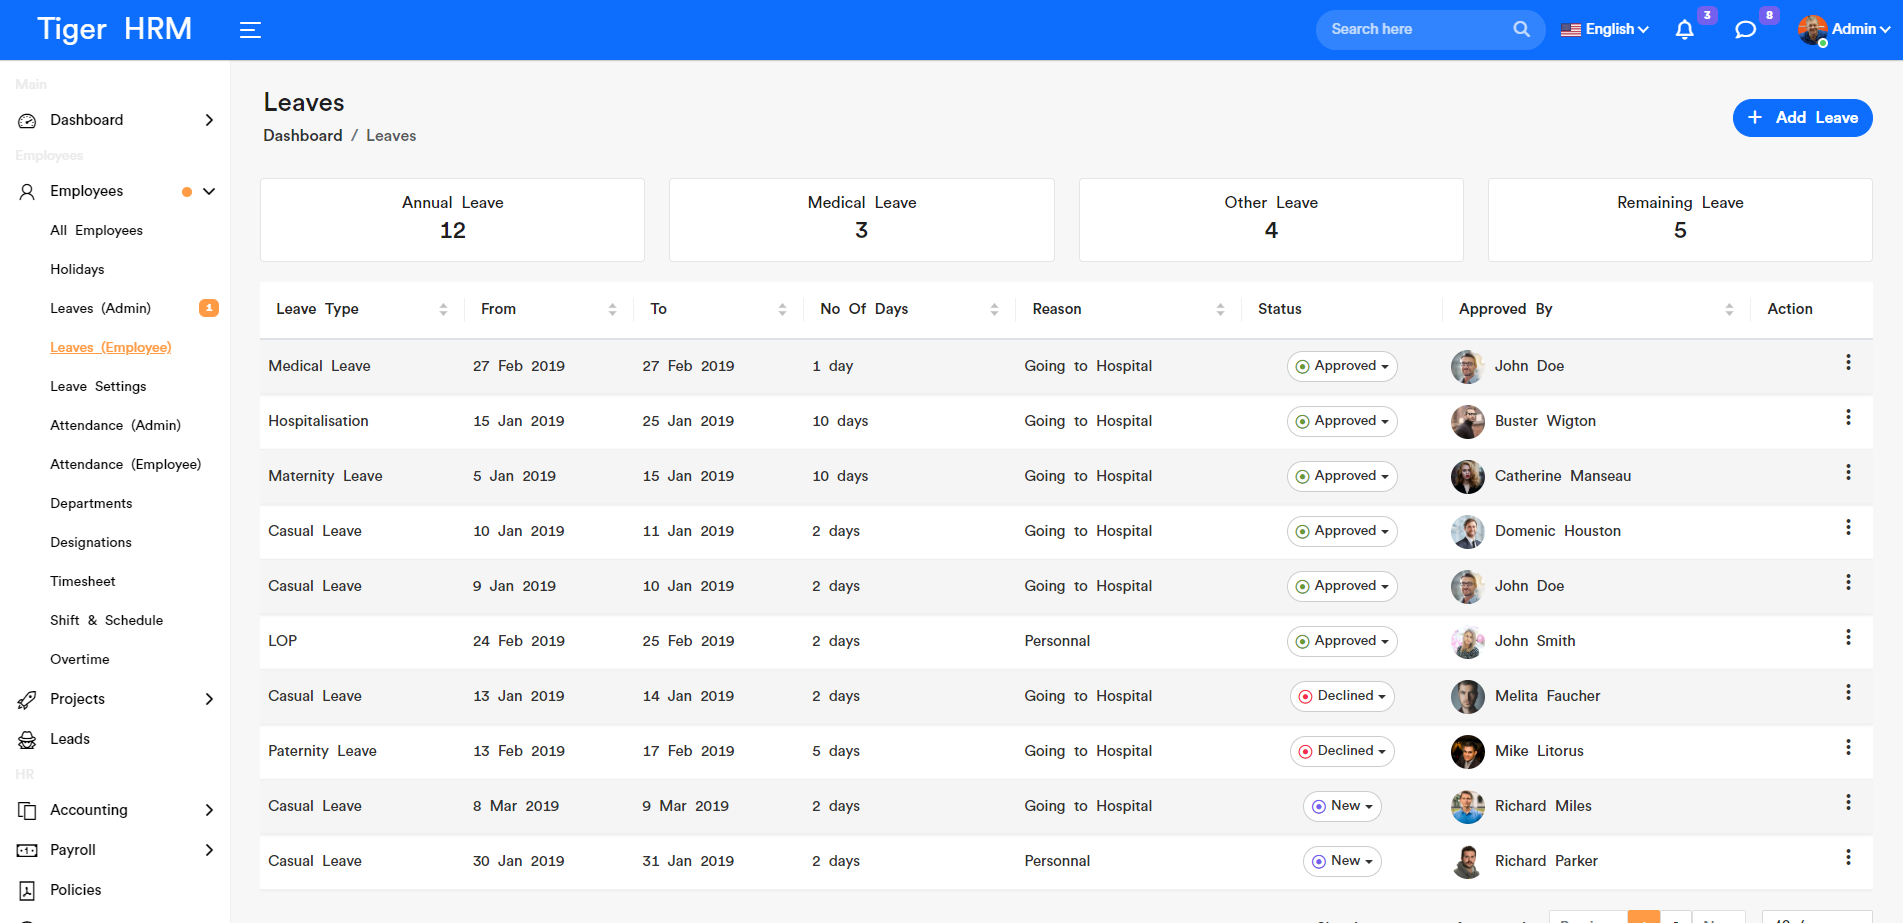 Tiger HRM
Search here
English
3
8
Admin
Main
Dashboard
Employees
Employees
All Employees
Holidays
Leaves (Admin)
1
Leaves (Employee)
Leave Settings
Attendance (Admin)
Attendance (Employee)
Departments
Designations
Timesheet
Shift & Schedule
Overtime
Projects
Leads
HR
Accounting
Payroll
Policies
Leaves
Dashboard / Leaves
+ Add Leave
Annual Leave
12
Medical Leave
3
Other Leave
4
Remaining Leave
5
Leave Type From To No Of Days Reason Status Approved By Action
Medical Leave 27 Feb 2019 27 Feb 2019 1 day Going to Hospital Approved John Doe
Hospitalisation 15 Jan 2019 25 Jan 2019 10 days Going to Hospital Approved Buster Wigton
Maternity Leave 5 Jan 2019 15 Jan 2019 10 days Going to Hospital Approved Catherine Manseau
Casual Leave 10 Jan 2019 11 Jan 2019 2 days Going to Hospital Approved Domenic Houston
Casual Leave 9 Jan 2019 10 Jan 2019 2 days Going to Hospital Approved John Doe
LOP 24 Feb 2019 25 Feb 2019 2 days Personnal Approved John Smith
Casual Leave 13 Jan 2019 14 Jan 2019 2 days Going to Hospital Declined Melita Faucher
Paternity Leave 13 Feb 2019 17 Feb 2019 5 days Going to Hospital Declined Mike Litorus
Casual Leave 8 Mar 2019 9 Mar 2019 2 days Going to Hospital New Richard Miles
Casual Leave 30 Jan 2019 31 Jan 2019 2 days Personnal New Richard Parker